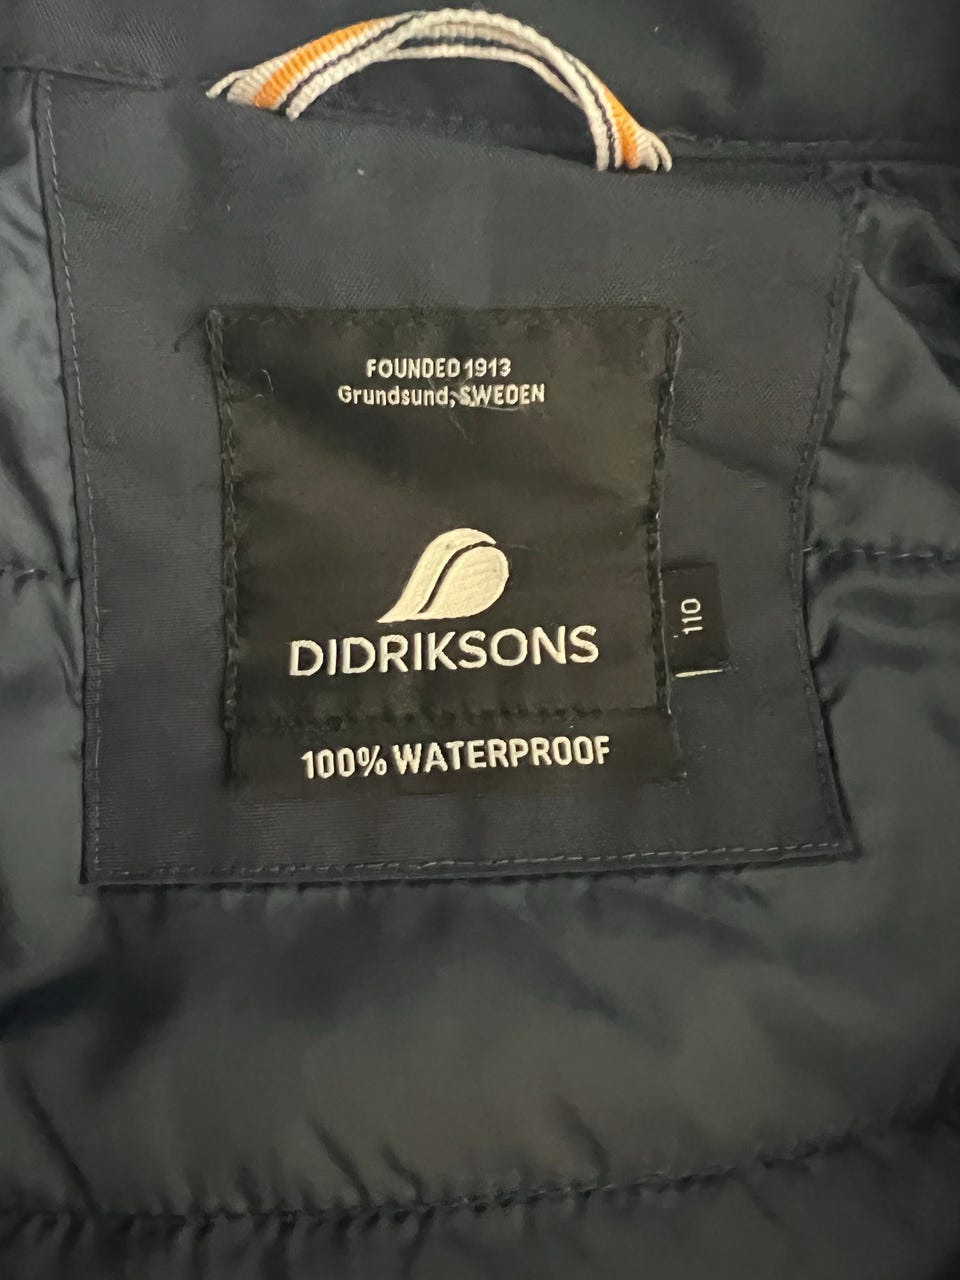 FOUNDED 1913
Grundsund, SWEDEN
DIDRIKSONS
110
100% WATERPROOF